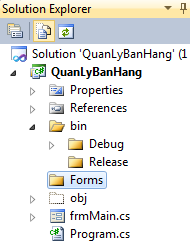 Solution Explorer
Solution 'QuanLyBanHang' (1
QuanLyBanHang
Properties
References
bin
Debug
Release
Forms
obj
frmMain.cs
Program.cs